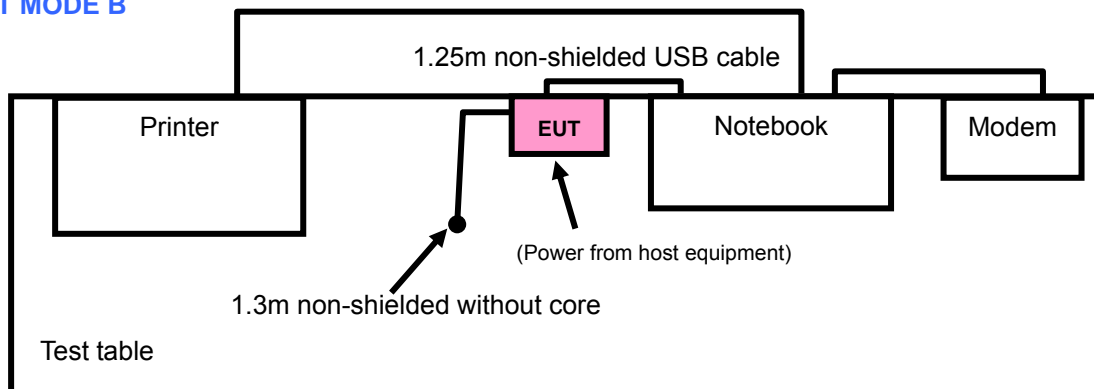 T MODE B
1.25m non-shielded USB cable
Printer
EUT
Notebook
Modem
(Power from host equipment)
1.3m non-shielded without core
Test table